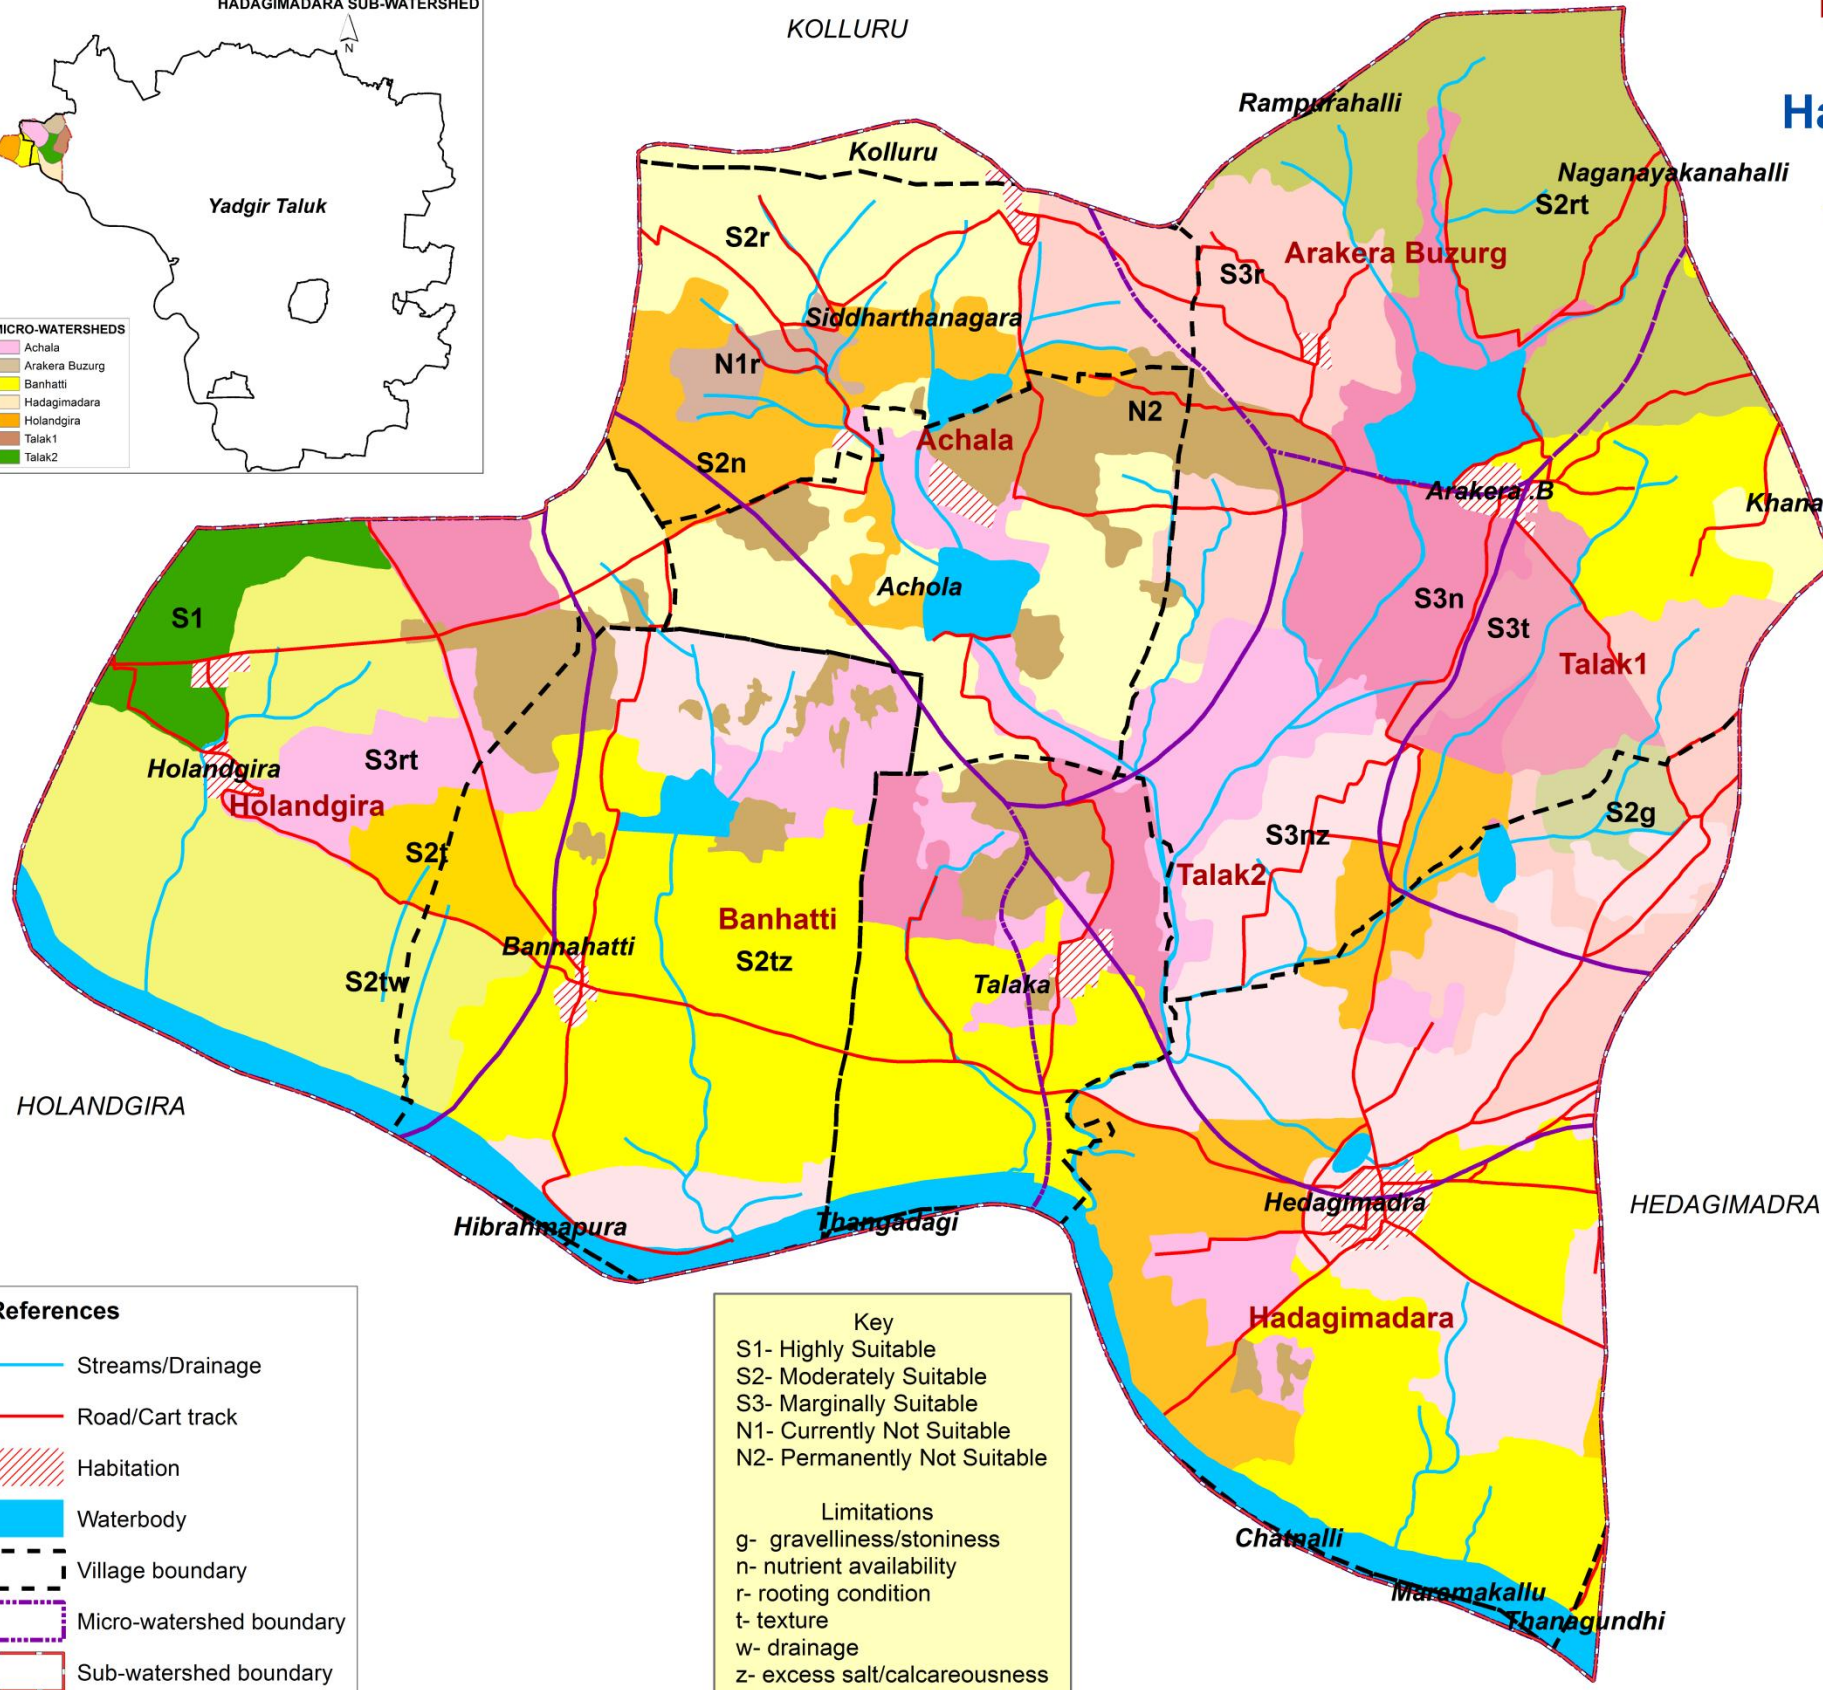 HADAGIMADARA SUB-WATERSHED
N
Yadgir Taluk
MICRO-WATERSHEDS
Achala
Arakera Buzurg
Banhatti
Hadagimadara
Holandgira
Talak1
Talak2
KOLLURU
Ha
Rampurahalli
Kolluru
Naganayakanahalli
S2rt
S2r
Arakera Buzurg
S3r
Siddharthanagara
N1r
N2
Achala
S2n
Arakera .B
Khana
Achola
S3n
S1
S3t
Talak1
S3rt
Holandgira
Holandgira
S2g
S3nz
S2t
Talak2
Banhatti
Bannahatti
S2tz
S2tw
Talaka
HOLANDGIRA
Hedagimadra
HEDAGIMADRA
Hibrahmapura
Thangadagi
Hadagimadara
Chatnalli
Maramakallu
Thanagundhi
References
Streams/Drainage
Road/Cart track
Habitation
Waterbody
Village boundary
Micro-watershed boundary
Sub-watershed boundary
Key
S1- Highly Suitable
S2- Moderately Suitable
S3- Marginally Suitable
N1- Currently Not Suitable
N2- Permanently Not Suitable
Limitations
g- gravelliness/stoniness
n- nutrient availability
r- rooting condition
t- texture
w- drainage
z- excess salt/calcareousness